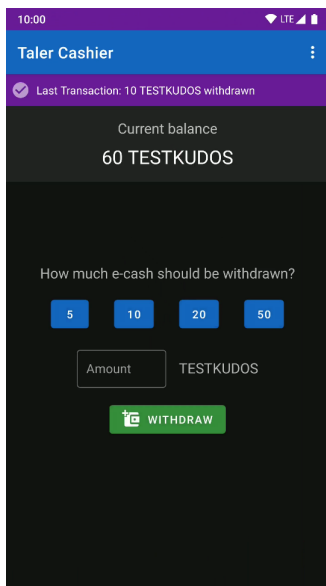 10:00 LTE
Taler Cashier
Last Transaction: 10 TESTKUDOS withdrawn
Current balance
60 TESTKUDOS
How much e-cash should be withdrawn?
5 10 20 50
Amount TESTKUDOS
WITHDRAW